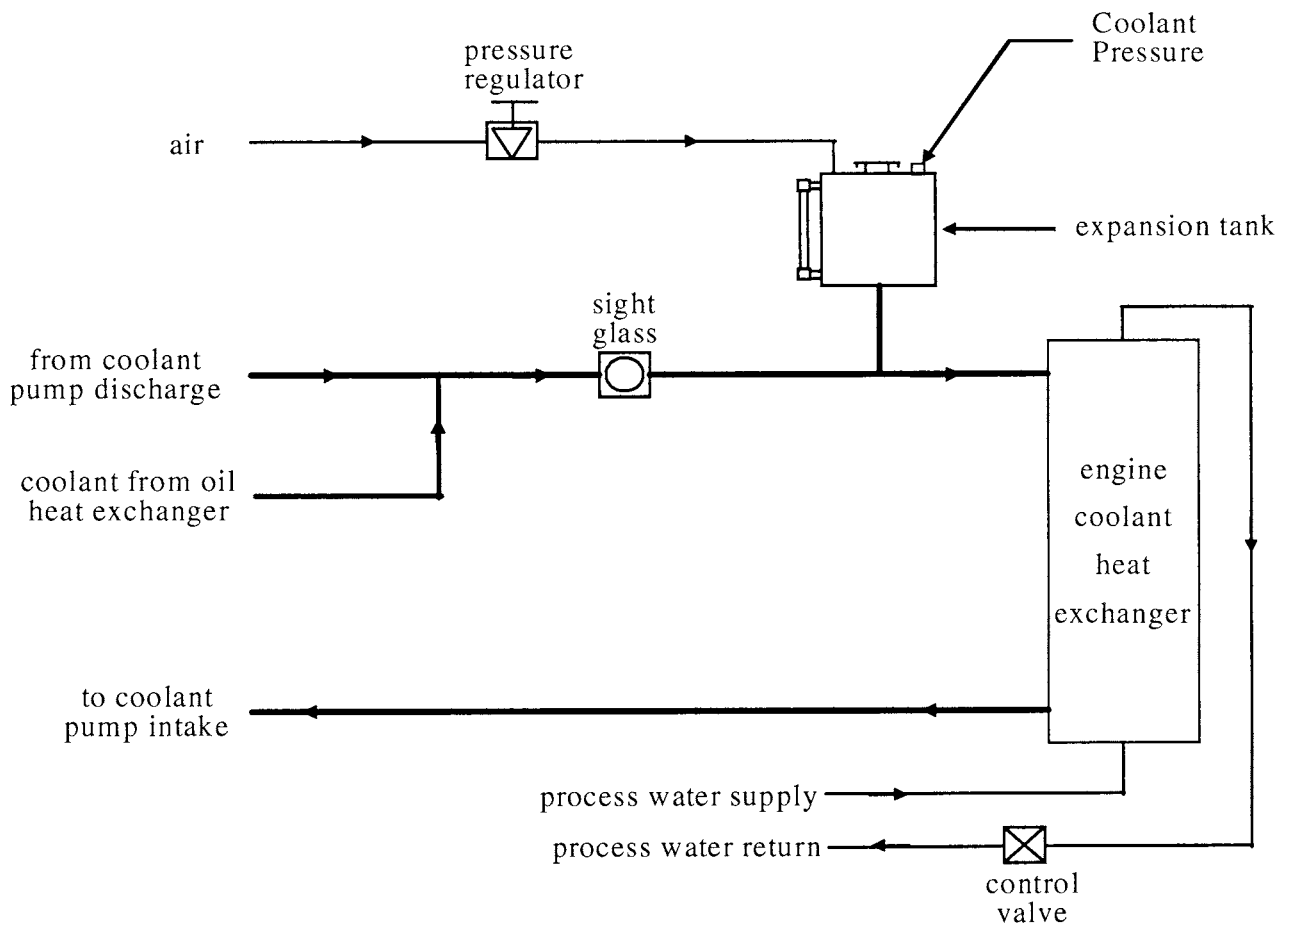 Coolant
Pressure
pressure
regulator
air
expansion tank
sight
glass
from coolant
pump discharge
coolant from oil
heat exchanger
engine
coolant
heat
exchanger
to coolant
pump intake
process water supply
process water return
control
valve